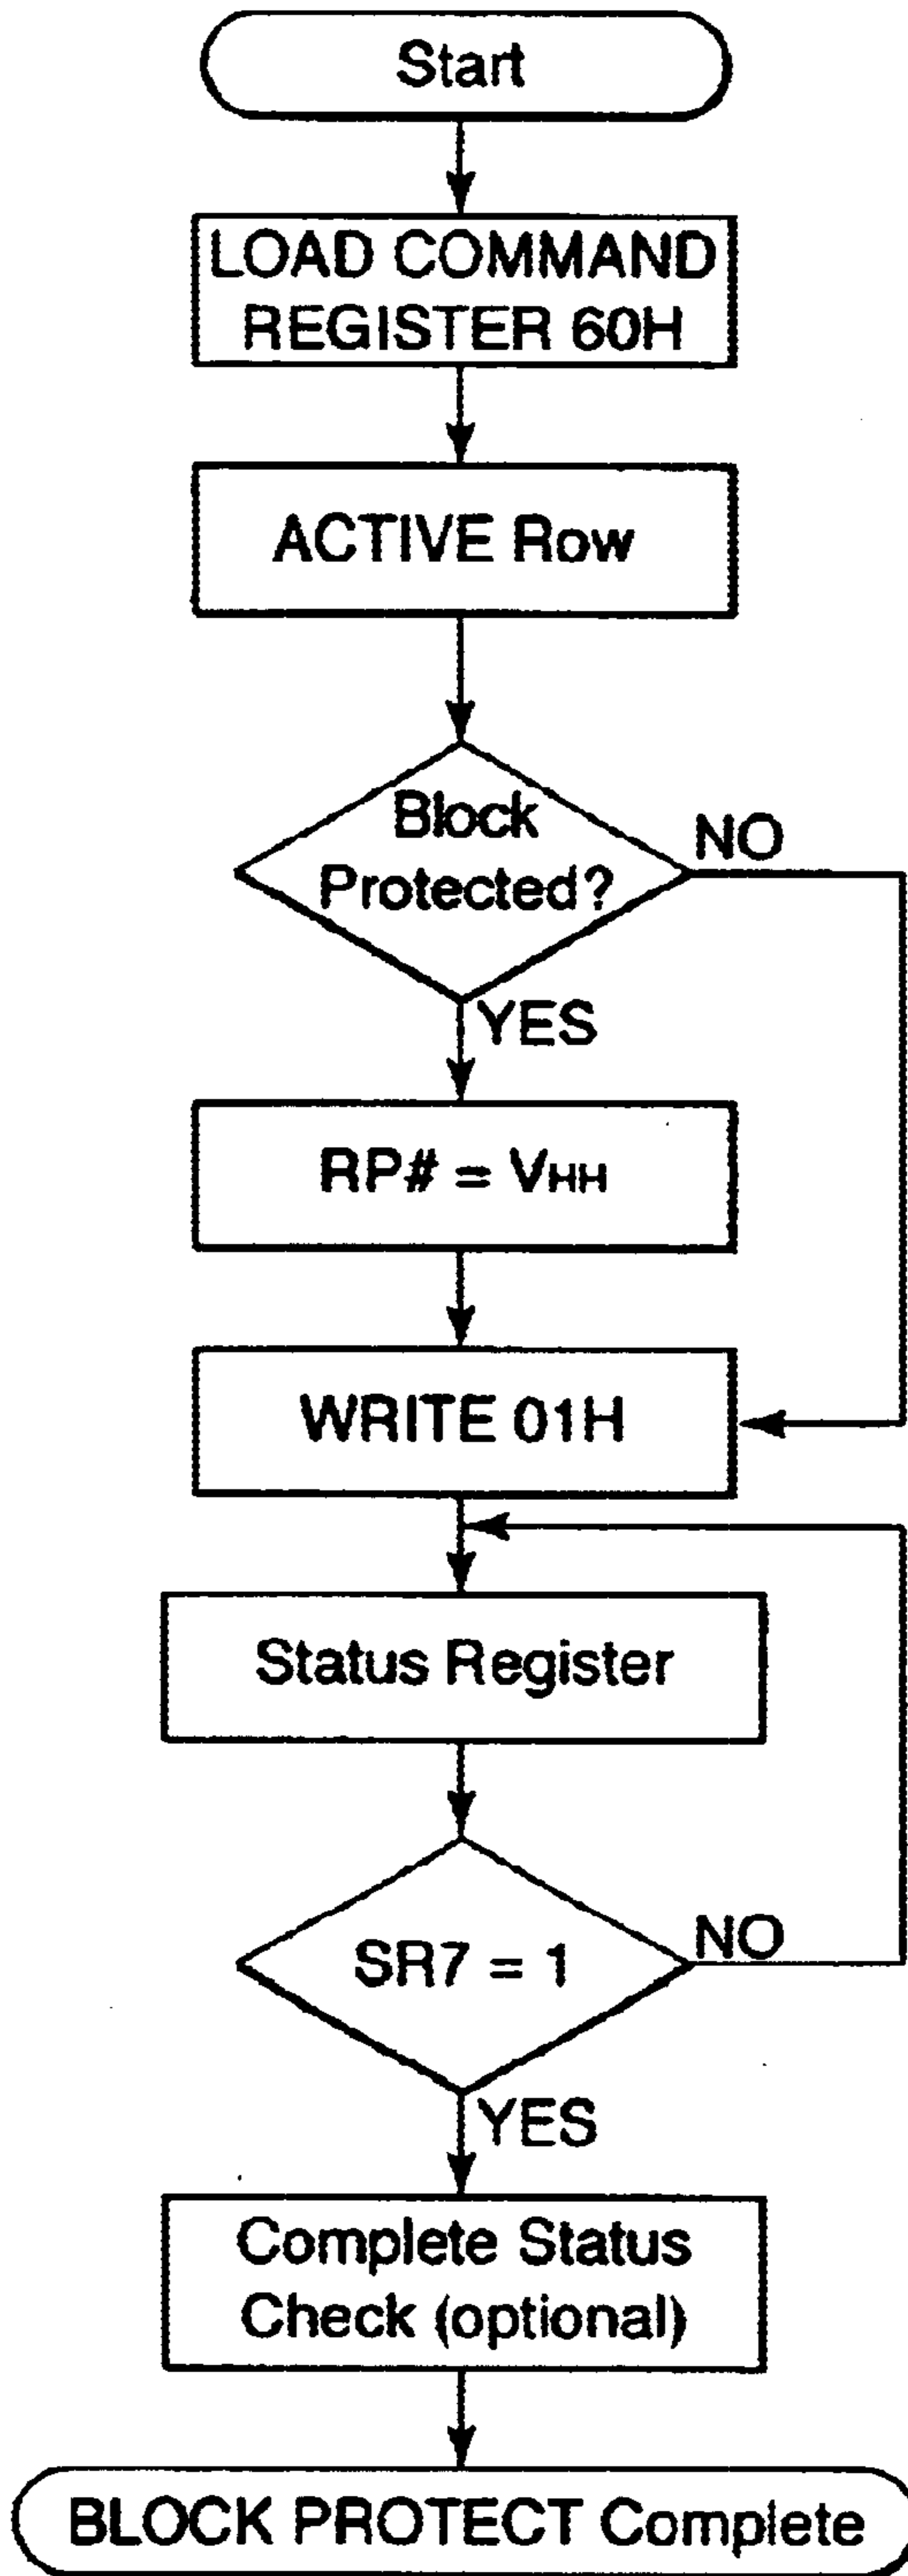 Start
LOAD COMMAND
REGISTER 60H
ACTIVE Row
Block
Protected?
NO
YES
RP# = VHH
WRITE 01H
Status Register
SR7 = 1
NO
YES
Complete Status
Check (optional)
BLOCK PROTECT Complete